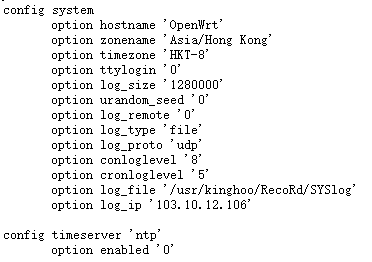 config system
option hostname 'OpenWrt'
option zonename 'Asia/Hong Kong'
option timezone 'HKT-8'
option ttylogin '0'
option log_size '1280000'
option urandom_seed '0'
option log_remote '0'
option log_type 'file'
option log_proto 'udp'
option conloglevel '8'
option cronloglevel '5'
option log_file '/usr/kinghoo/RecoRd/SYSlog'
option log_ip '103.10.12.106'
config timeserver 'ntp'
option enabled '0'